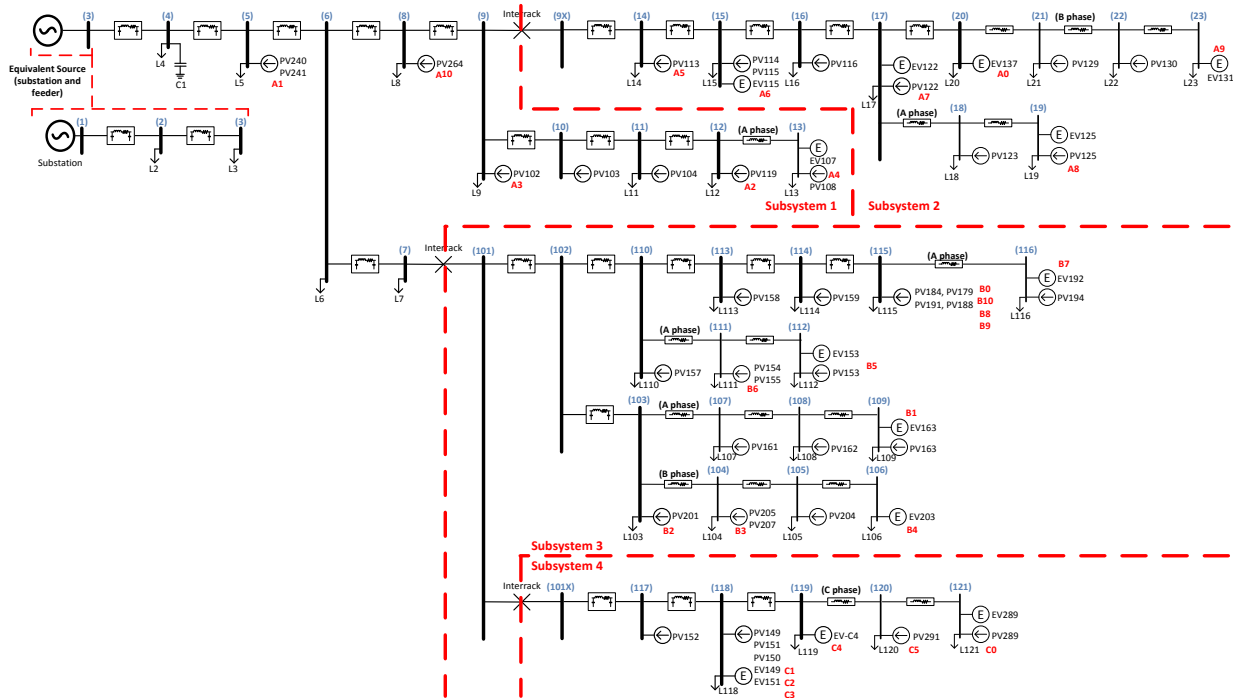 (3)
(4)
(5)
(6)
(8)
(9)
Interrack
(9X)
(14)
(15)
(16)
(17)
(20)
(21)
(B phase)
(22)
(23)
L4
C1
L5
PV240
PV241
A1
L8
PV264
A10
L14
PV113
A5
L15
PV114
PV115
EV115
A6
L16
PV116
EV122
L17
PV122
A7
L20
EV137
A0
L21
PV129
L22
PV130
L23
A9
EV131
Equivalent Source
(substation and
feeder)
(1)
(2)
(3)
Substation
L2
L3
(10)
(11)
(12)
(A phase)
(13)
L9
PV102
A3
PV103
L11
PV104
L12
PV119
A2
EV107
L13
A4
PV108
(A phase)
(18)
(19)
L18
PV123
EV125
L19
PV125
A8
Subsystem 1
Subsystem 2
L6
(7)
L7
Interrack
(101)
(102)
(110)
(113)
(114)
(115)
(A phase)
(116)
L113
PV158
L114
PV159
L115
PV184, PV179
PV191, PV188
B0
B10
B8
B9
B7
EV192
PV194
L116
(A phase)
(111)
(112)
L110
PV157
L111
PV154
PV155
B6
EV153
PV153
B5
L112
(103)
(A phase)
(107)
(108)
(109)
L107
PV161
L108
PV162
B1
EV163
PV163
L109
(B phase)
(104)
(105)
(106)
L103
PV201
B2
L104
PV205
PV207
B3
L105
PV204
L106
EV203
B4
Subsystem 3
Subsystem 4
Interrack
(101X)
(117)
(118)
(119)
(C phase)
(120)
(121)
PV152
PV149
PV151
PV150
EV149
EV151
L118
C1
C2
C3
L119
EV-C4
C4
L120
PV291
C5
EV289
PV289
L121
C0